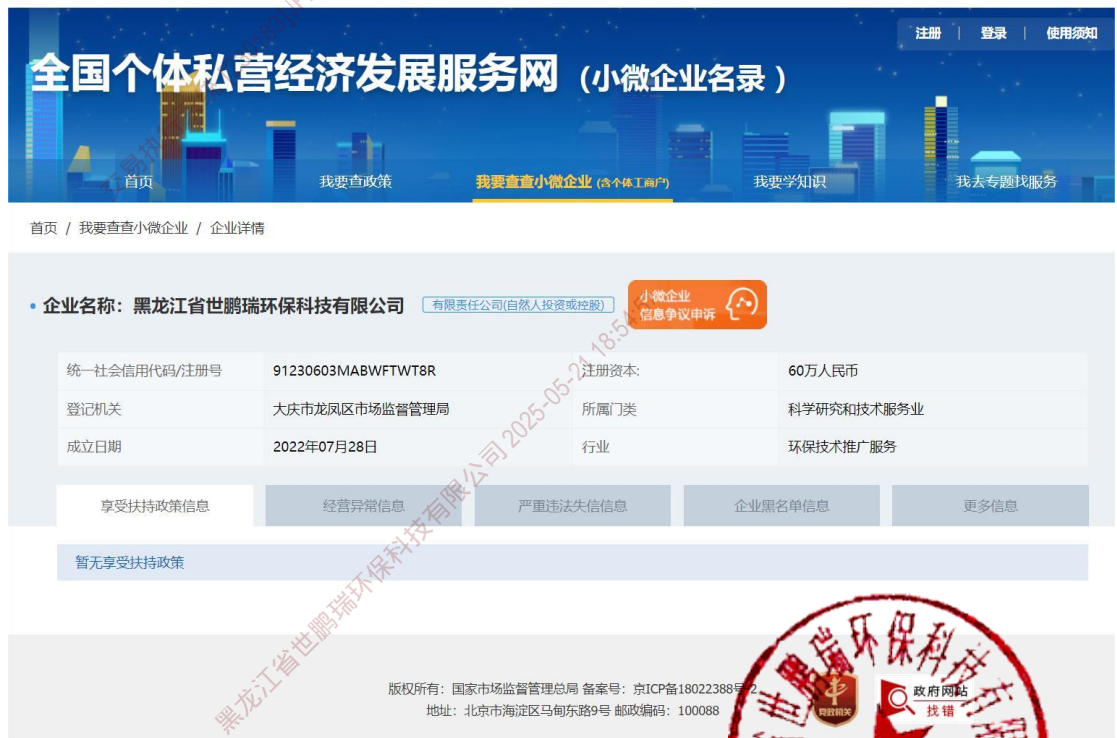 注册 | 登录 | 使用须知
全国个体私营经济发展服务网（小微企业名录）
首页 我要查政策 我要查查小微企业 (含个体工商户) 我要学知识 我去专题找服务
首页 / 我要查查小微企业 / 企业详情
企业名称：黑龙江省世鹏瑞环保科技有限公司 有限责任公司(自然人投资或控股) 小微企业
信息争议申诉
统一社会信用代码/注册号 91230603MABWFTWT8R 注册资本: 60万人民币
登记机关 大庆市龙凤区市场监督管理局 所属门类 科学研究和技术服务业
成立日期 2022年07月28日 行业 环保技术推广服务
享受扶持政策信息 经营异常信息 严重违法失信信息 企业黑名单信息 更多信息
暂无享受扶持政策
版权所有：国家市场监督管理总局 备案号：京ICP备18022388号-2
地址：北京市海淀区马甸东路9号 邮政编码：100088
党政机关
政府网站
找错
世鹏瑞环保科技有限
黑龙江省世鹏瑞环保科技有限公司 2025-05-21 18:54:5